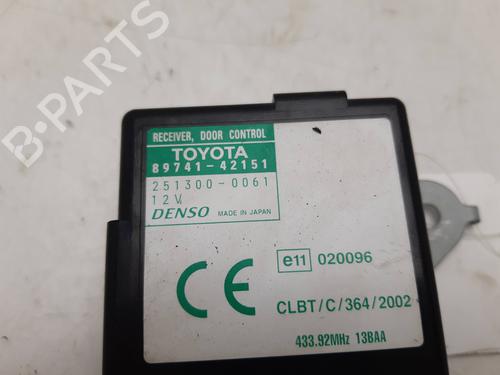 B-PARTS
RECEIVER, DOOR CONTROL
TOYOTA
89741-42151
251300-0061
12V
DENSO MADE IN JAPAN
e11 020096
CE
CLBT/C/364/2002
433.92MHz 13BAA
B-PARTS